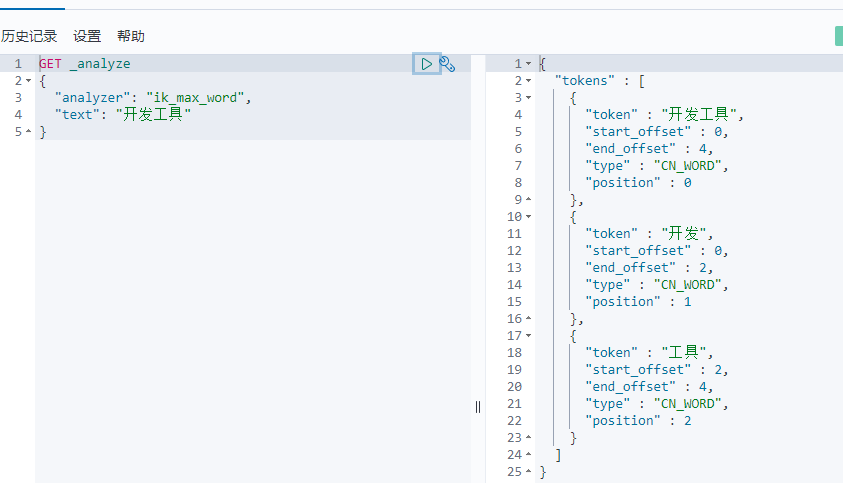 历史记录 设置 帮助
1 GET _analyze
2 {
3 "analyzer": "ik_max_word",
4 "text": "开发工具"
5 }
1 {
2 "tokens" : [
3 {
4 "token" : "开发工具",
5 "start_offset" : 0,
6 "end_offset" : 4,
7 "type" : "CN_WORD",
8 "position" : 0
9 },
10 {
11 "token" : "开发",
12 "start_offset" : 0,
13 "end_offset" : 2,
14 "type" : "CN_WORD",
15 "position" : 1
16 },
17 {
18 "token" : "工具",
19 "start_offset" : 2,
20 "end_offset" : 4,
21 "type" : "CN_WORD",
22 "position" : 2
23 }
24 ]
25 }